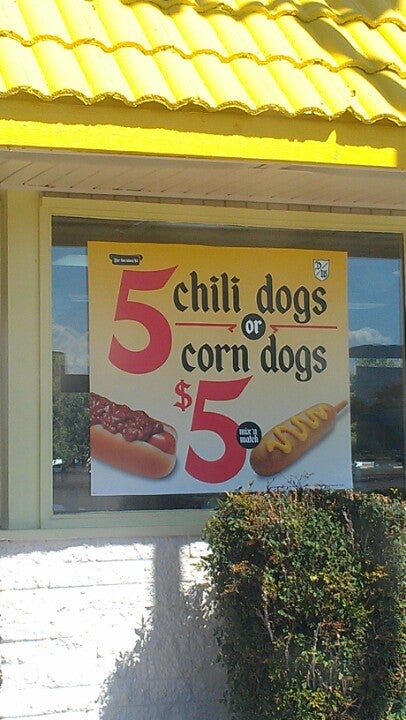 5 chili dogs
or
corn dogs
$5
mix'n
match